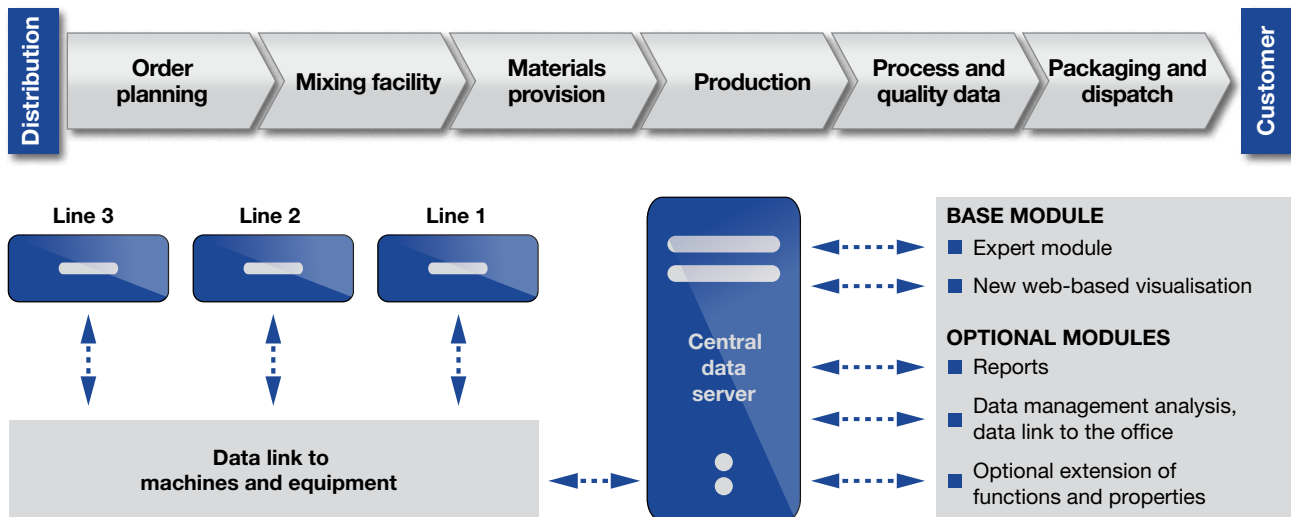 Distribution
Order
planning
Mixing facility
Materials
provision
Production
Process and
quality data
Packaging and
dispatch
Customer
Line 3
Line 2
Line 1
Data link to
machines and equipment
Central
data
server
BASE MODULE
Expert module
New web-based visualisation
OPTIONAL MODULES
Reports
Data management analysis,
data link to the office
Optional extension of
functions and properties